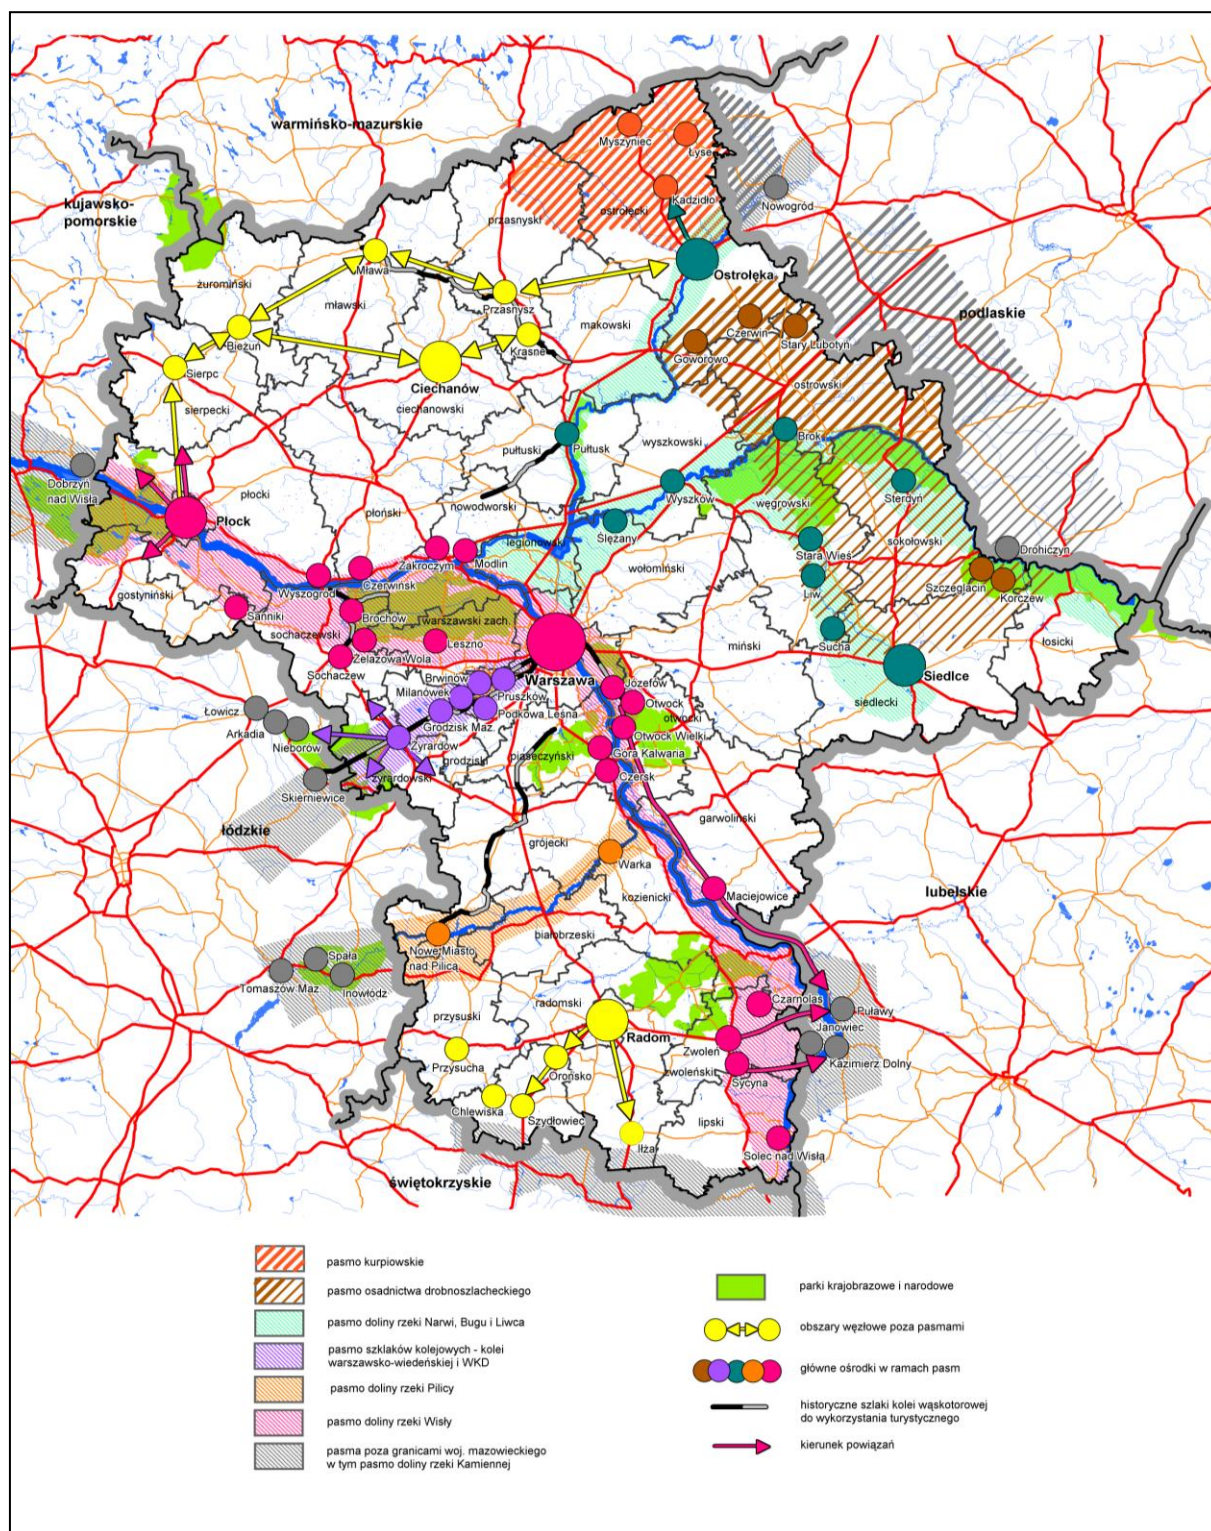 warmińsko-mazurskie
Myszyniec
Łyse
kujawsko-
pomorskie
Kadzidło
Nowogród
przasnyski
ostrołęcki
Mława
Ostrołęka
żuromiński
mławski
Przasnysz
makowski
Czerwin
podlaskie
Bieżuń
Krasne
Stary Lubotyń
Goworowo
Sierpc
Ciechanów
ostrowski
sierpecki
ciechanowski
Brok
wyszkowski
pułtuski
Pułtusk
Dobrzyń
nad Wisłą
Wyszków
Sterdyń
płocki
węgrowski
nowodworski
Płock
płoński
Ślężany
sokołowski
legionowski
Stara Wieś
Drohiczyn
Zakroczym
Modlin
wołomiński
Czerwińsk
Liw
Szczeglacin
Korczew
gostyniński
Wyszogród
Sanniki
Brochów
warszawski zach.
łosicki
sochaczewski
Leszno
Sucha
miński
Żelazowa Wola
Sochaczew
Brwinów
Warszawa
Siedlce
Milanówek
Pruszków
Józefów
siedlecki
Łowicz
Podkowa Leśna
Otwock
otwocki
Arkadia
Grodzisk Maz.
Otwock Wielki
Nieborów
Żyrardów
grodziski
piaseczyński
Góra Kalwaria
Czersk
żyrardowski
Skierniewice
łódzkie
garwoliński
grójecki
Warka
Maciejowice
lubelskie
kozienicki
białobrzeski
Nowe Miasto
nad Pilicą
Spała
Tomaszów Maz.
Inowłódz
radomski
Czarnolas
Puławy
przysuski
Janowiec
Radom
Zwoleń
Kazimierz Dolny
zwoleński
Przysucha
Orońsko
Sycyna
Chlewiska
Szydłowiec
lipski
Iłża
Solec nad Wisłą
świętokrzyskie
pasmo kurpiowskie
pasmo osadnictwa drobnoszlacheckiego
pasmo doliny rzeki Narwi, Bugu i Liwca
pasmo szklaków kolejowych - kolei
warszawsko-wiedeńskiej i WKD
pasmo doliny rzeki Pilicy
pasmo doliny rzeki Wisły
pasma poza granicami woj. mazowieckiego
w tym pasmo doliny rzeki Kamiennej
parki krajobrazowe i narodowe
obszary węzłowe poza pasmami
główne ośrodki w ramach pasm
historyczne szlaki kolei wąskotorowej
do wykorzystania turystycznego
kierunek powiązań